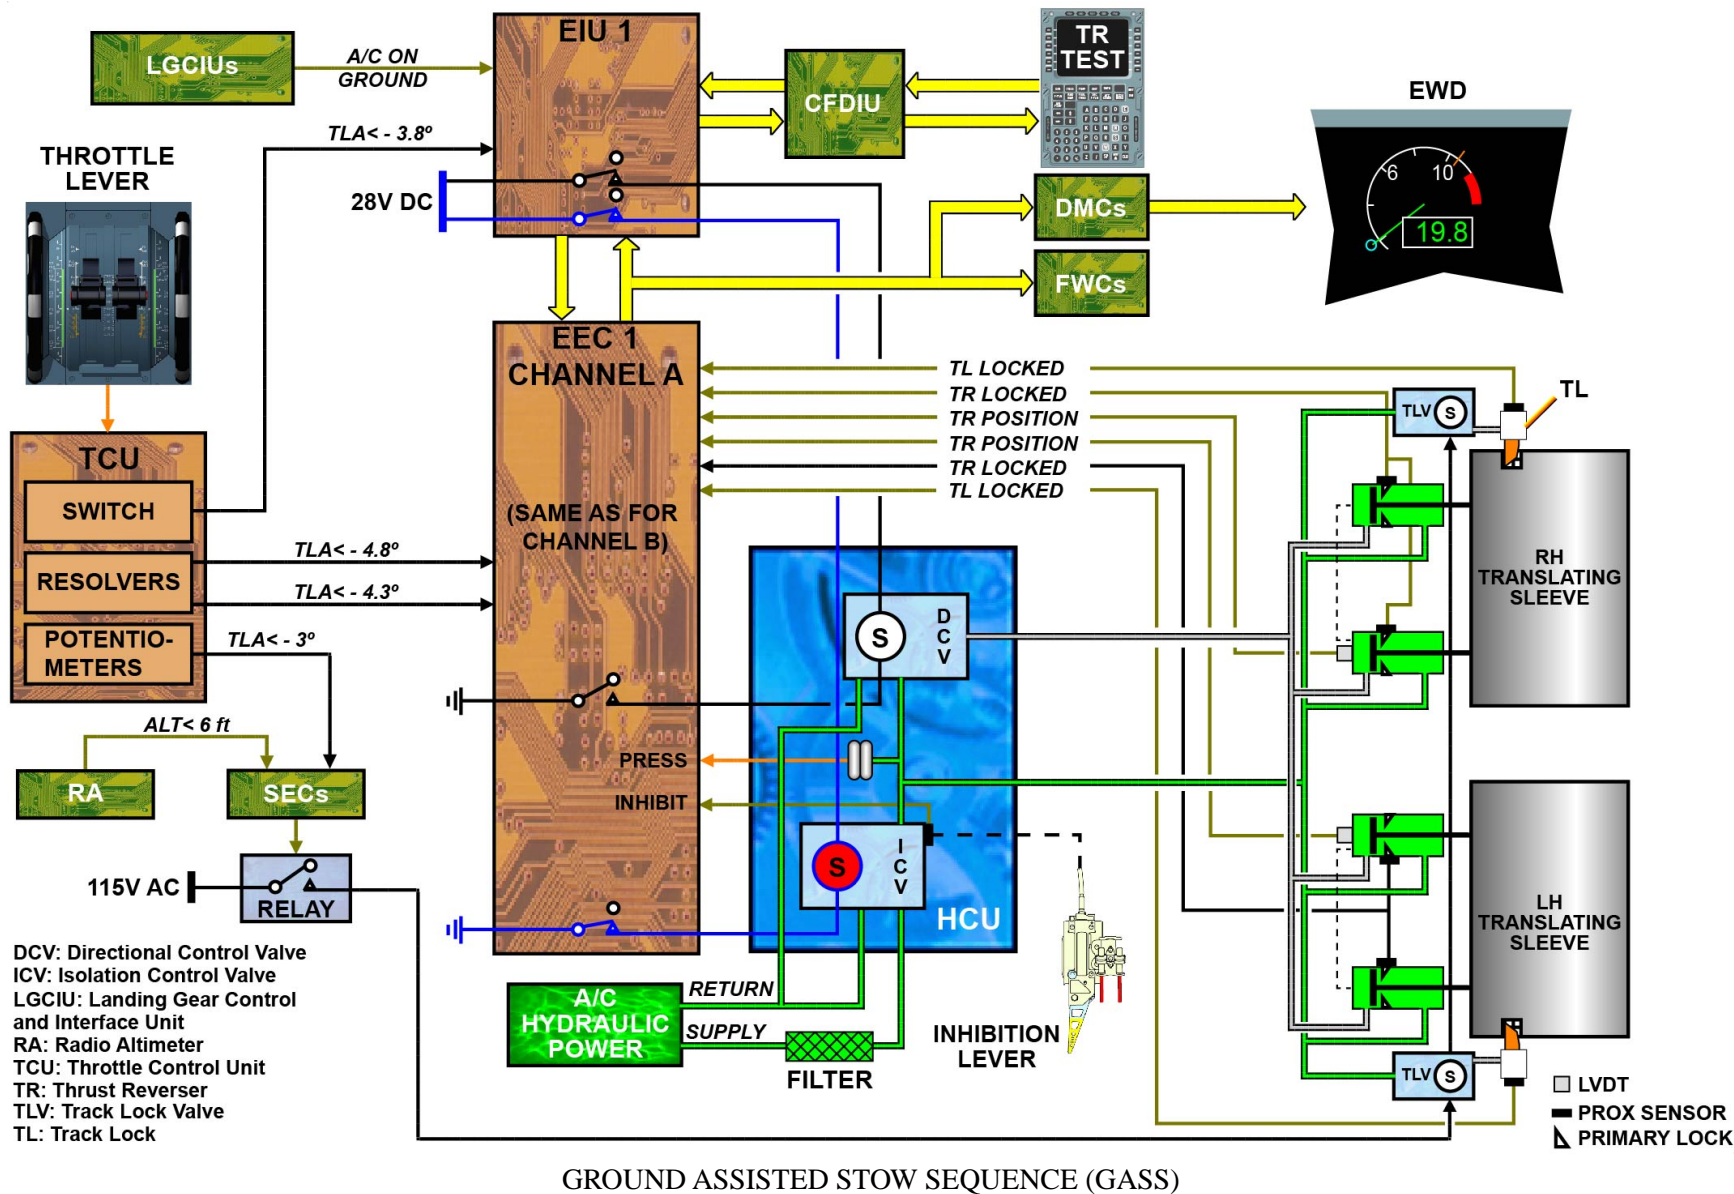 LGCIUs
A/C ON
GROUND
EIU 1
CFDIU
TR
TEST
EWD
6
10
19.8
TLA< - 3.8º
THROTTLE
LEVER
28V DC
DMCs
FWCs
EEC 1
CHANNEL A
(SAME AS FOR
CHANNEL B)
TL LOCKED
TR LOCKED
TR POSITION
TR POSITION
TR LOCKED
TL LOCKED
TLV
S
TL
TCU
SWITCH
RESOLVERS
POTENTIO-
METERS
TLA< - 4.8º
TLA< - 4.3º
TLA< - 3º
RH
TRANSLATING
SLEEVE
S
D
C
V
ALT< 6 ft
RA
SECs
PRESS
INHIBIT
115V AC
RELAY
S
I
C
V
HCU
LH
TRANSLATING
SLEEVE
A/C
HYDRAULIC
POWER
RETURN
SUPPLY
FILTER
INHIBITION
LEVER
TLV
S
DCV: Directional Control Valve
ICV: Isolation Control Valve
LGCIU: Landing Gear Control
and Interface Unit
RA: Radio Altimeter
TCU: Throttle Control Unit
TR: Thrust Reverser
TLV: Track Lock Valve
TL: Track Lock
LVDT
PROX SENSOR
PRIMARY LOCK
GROUND ASSISTED STOW SEQUENCE (GASS)